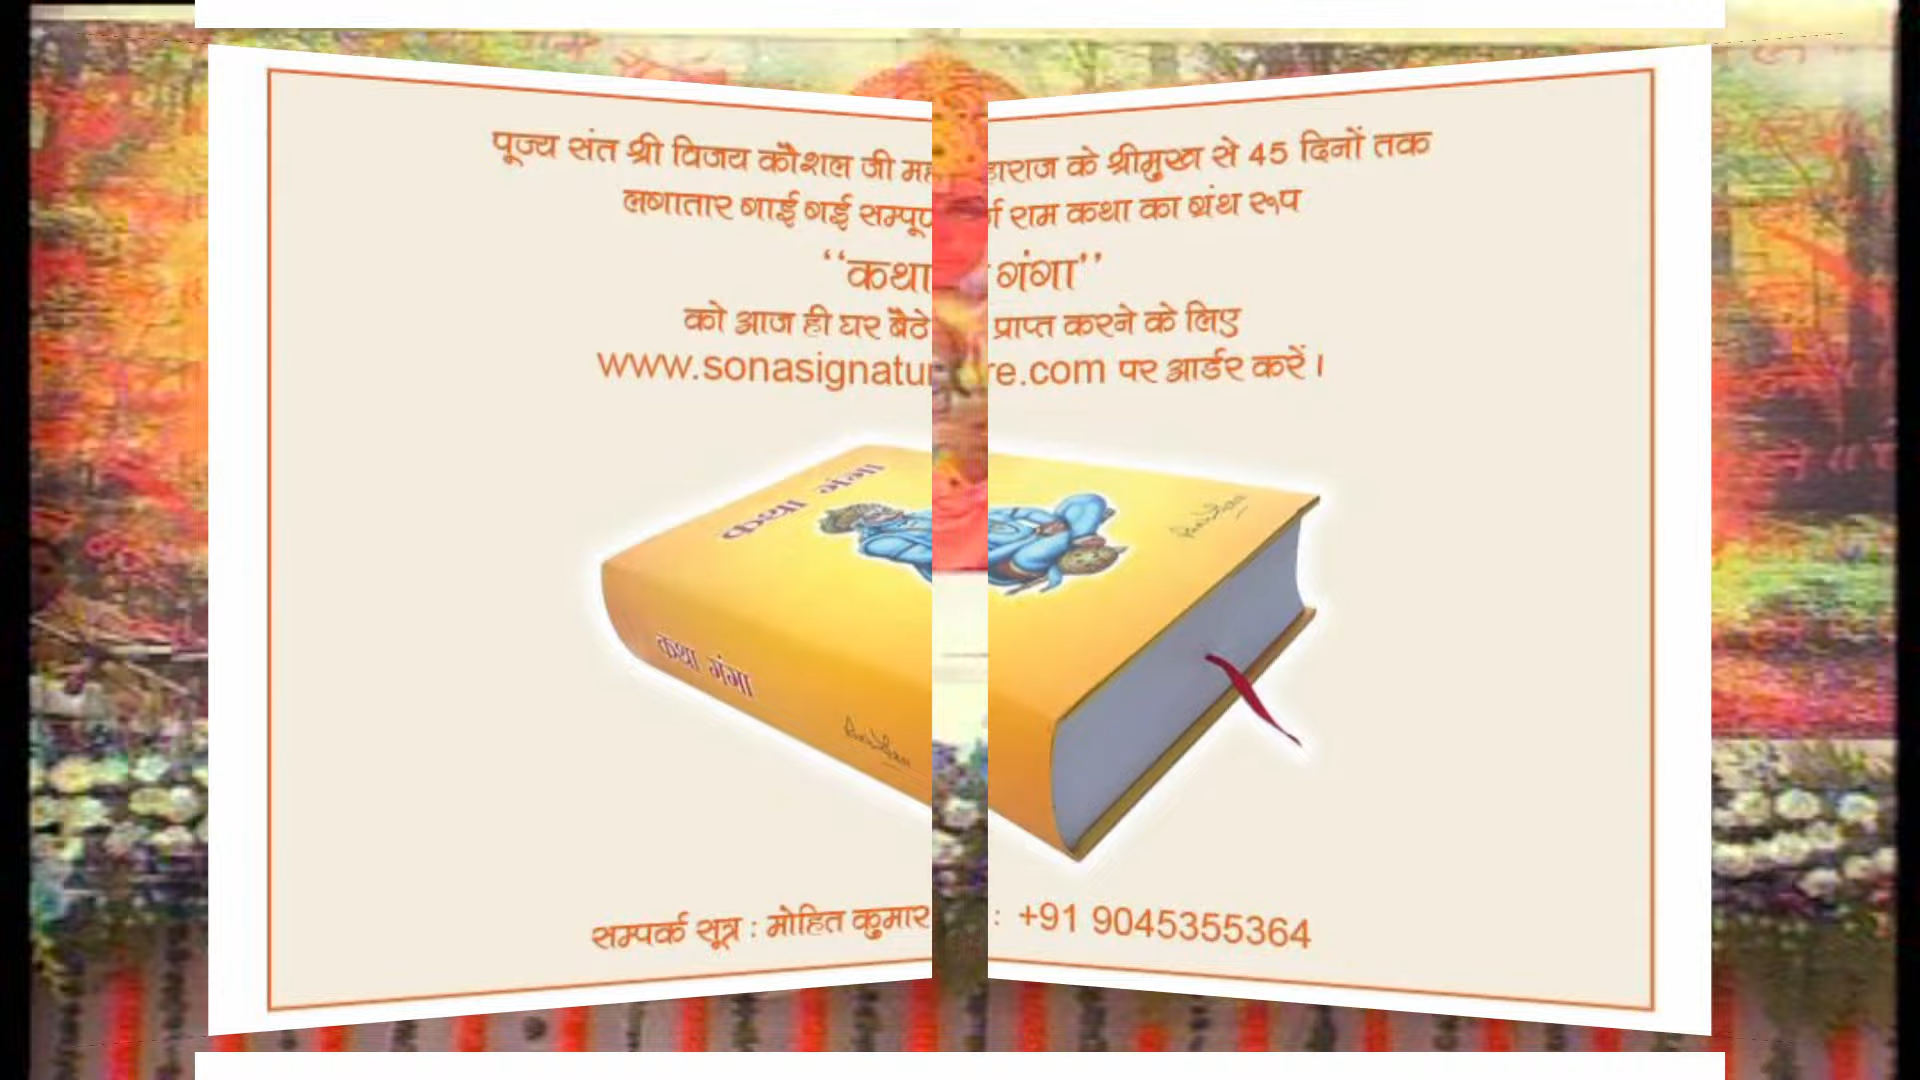 पूज्य संत श्री विजय कौशल जी महाराज के श्रीमुख से 45 दिनों तक
लगातार गाई गई सम्पूर्ण राम कथा का ग्रंथ रूप
‘‘कथा गंगा’’
को आज ही घर बैठे प्राप्त करने के लिए
www.sonasignature.com पर आर्डर करें।
कथा गंगा
कथा गंगा
सम्पर्क सूत्र : मोहित कुमार : +91 9045355364